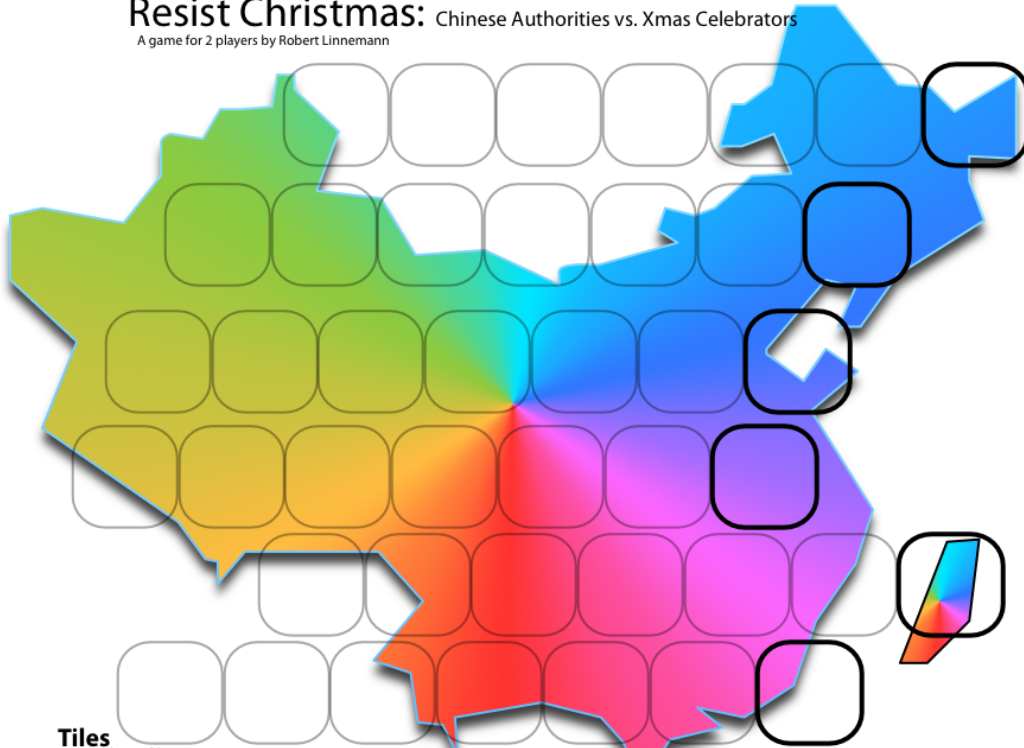 Resist Christmas: Chinese Authorities vs. Xmas Celebrators
A game for 2 players by Robert Linnemann
Tiles